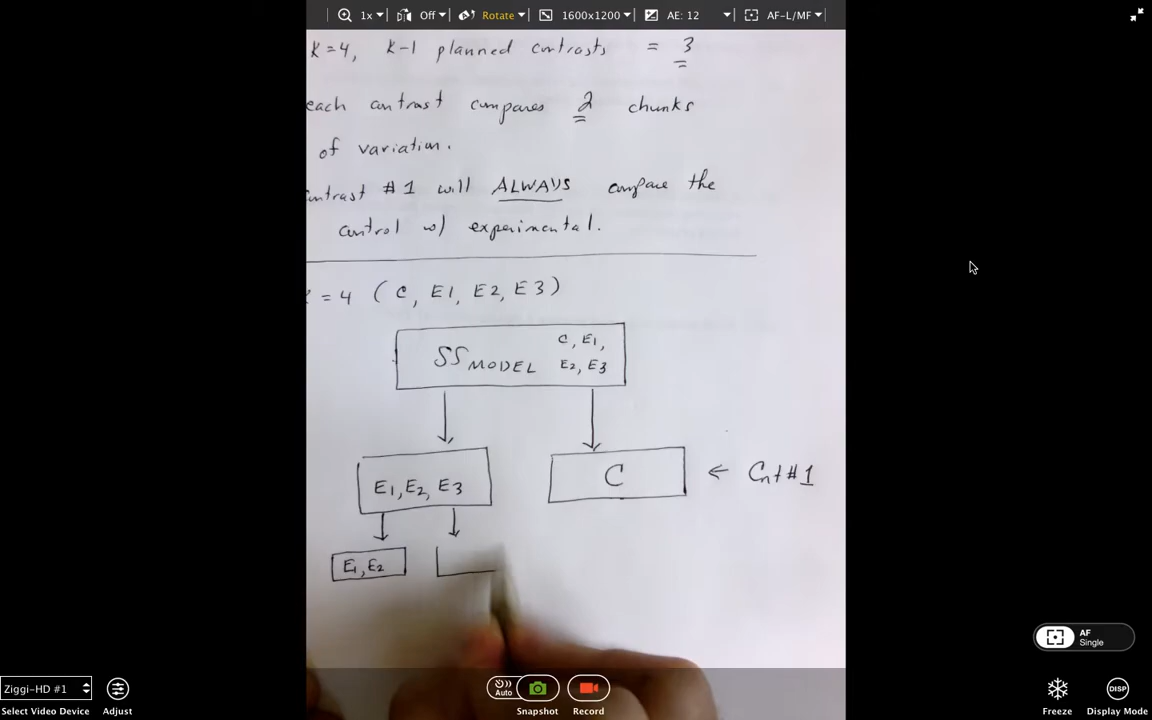 1x Off Rotate 1600x1200 AE: 12 AF-L/MF
K=4, K-1 planned contrasts = 3
each contrast compares 2 chunks
of variation.
ontrast #1 will ALWAYS compare the
control w/ experimental.
= 4 (C, E1, E2, E3)
SS MODEL C, E1,
E2, E3
E1, E2, E3
C
← Cnt #1
E1, E2
AF
Single
Ziggi-HD #1
Select Video Device
Adjust
Auto
Snapshot
Record
Freeze
DISP
Display Mode